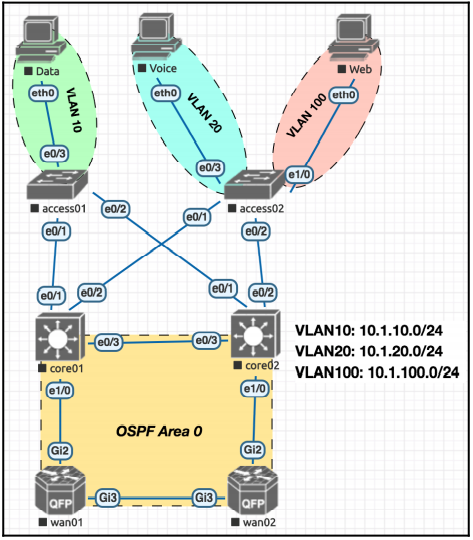 Data
Voice
Web
eth0
eth0
eth0
VLAN 10
VLAN 20
VLAN 100
e0/3
e0/3
e1/0
access01
access02
e0/1
e0/2
e0/1
e0/2
e0/1
e0/2
e0/1
e0/2
core01
e0/3
e0/3
core02
VLAN10: 10.1.10.0/24
VLAN20: 10.1.20.0/24
VLAN100: 10.1.100.0/24
e1/0
e1/0
OSPF Area 0
Gi2
Gi2
QFP
Gi3
Gi3
QFP
wan01
wan02